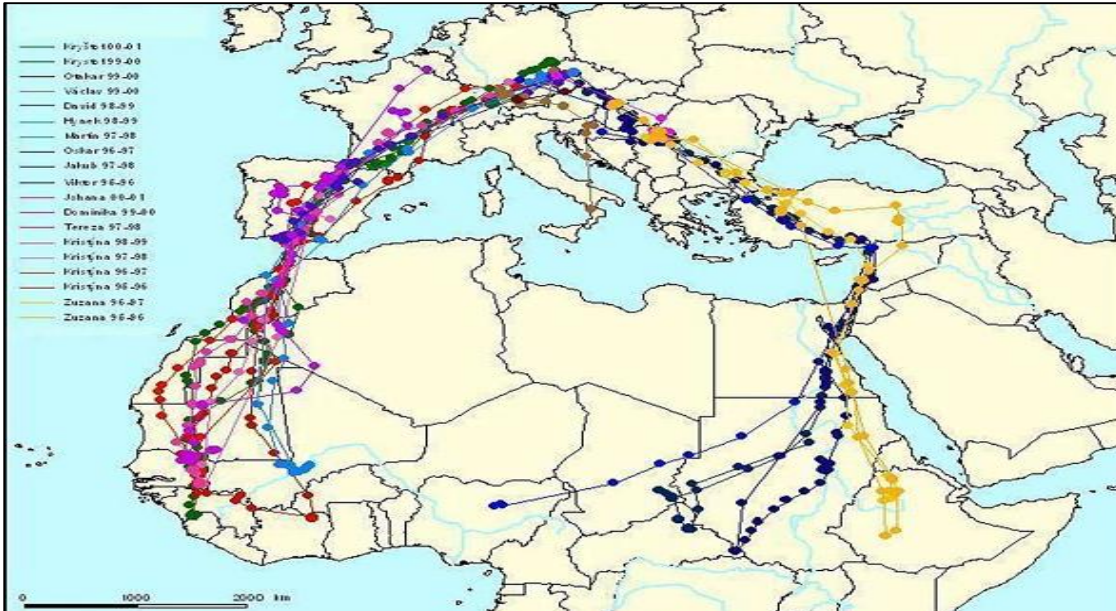 Kryštof 00-01
Krystof 99-00
Otakar 99-00
Václav 99-00
David 98-99
Hynek 98-99
Martin 97-98
Oskar 96-97
Jakub 97-98
Viktor 95-96
Johana 00-01
Dominika 99-00
Tereza 97-98
Kristýna 98-99
Kristýna 97-98
Kristýna 96-97
Kristýna 95-96
Zuzana 96-97
Zuzana 95-96
0 1000 2000 km